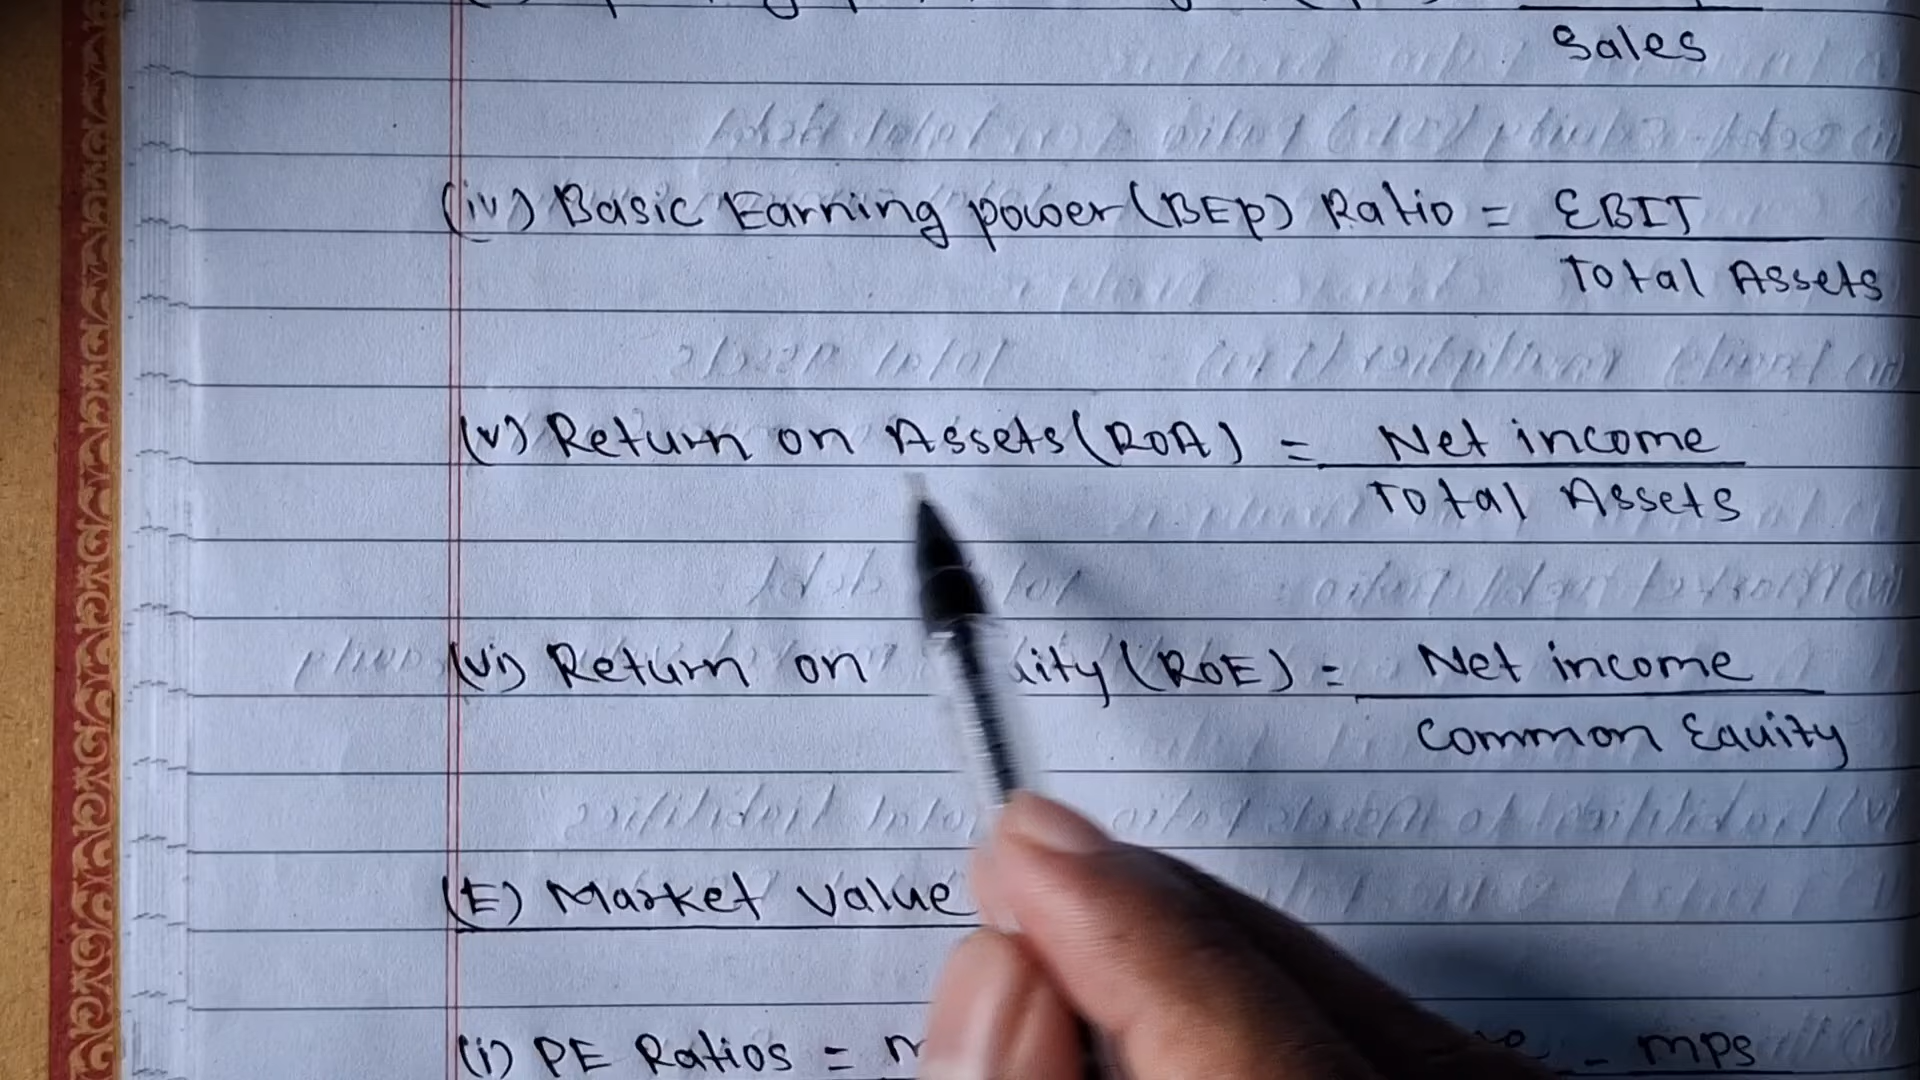 Sales
(iv) Basic Earning power (BEP) Ratio = EBIT
Total Assets
(v) Return on Assets (ROA) = Net income
Total Assets
(vi) Return on (ROE) = Net income
Common Equity
(E) Market value
(i) PE Ratios = - MPS